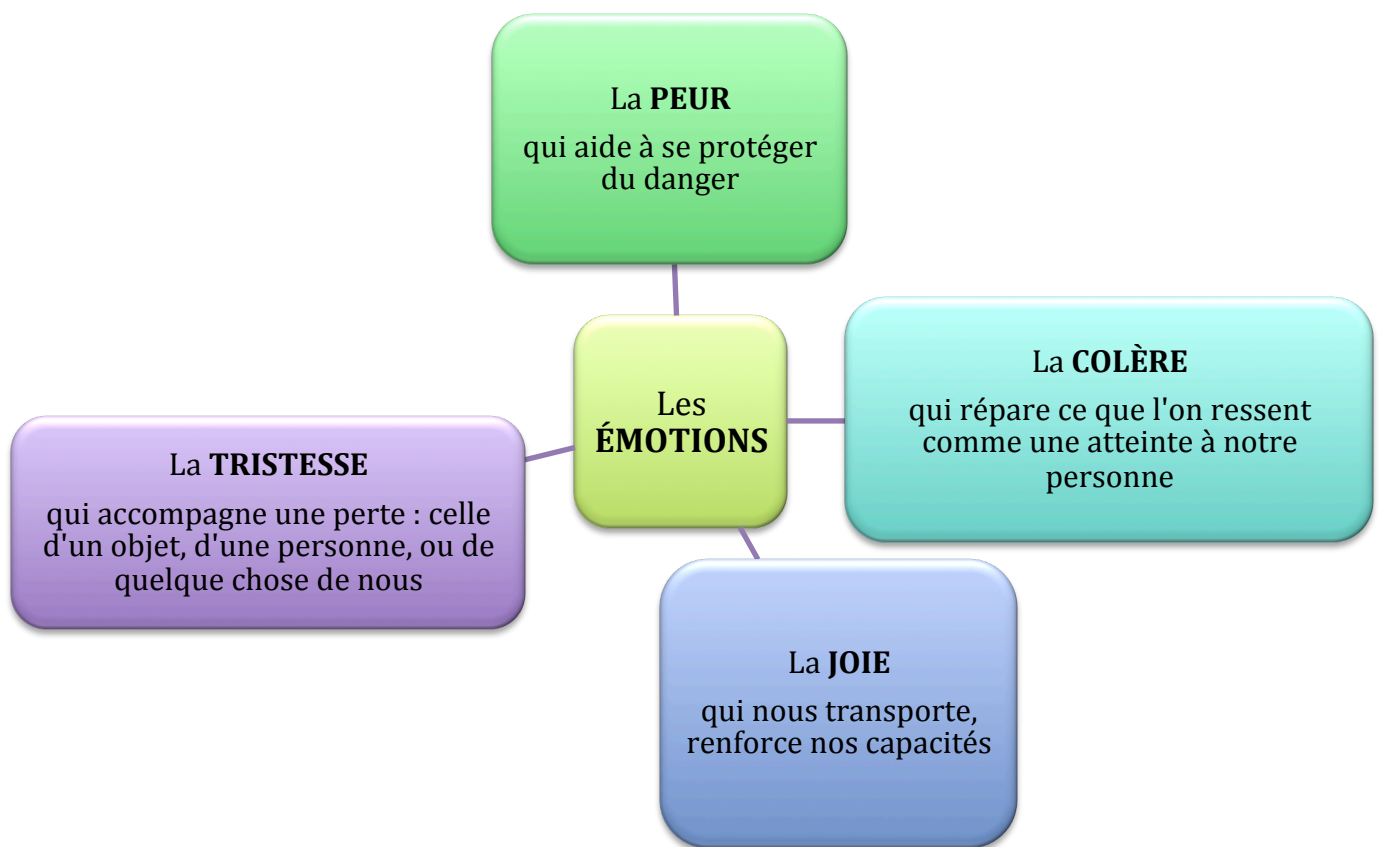 La PEUR
qui aide à se protéger
du danger
Les
ÉMOTIONS
La COLÈRE
qui répare ce que l'on ressent
comme une atteinte à notre
personne
La TRISTESSE
qui accompagne une perte : celle
d'un objet, d'une personne, ou de
quelque chose de nous
La JOIE
qui nous transporte,
renforce nos capacités